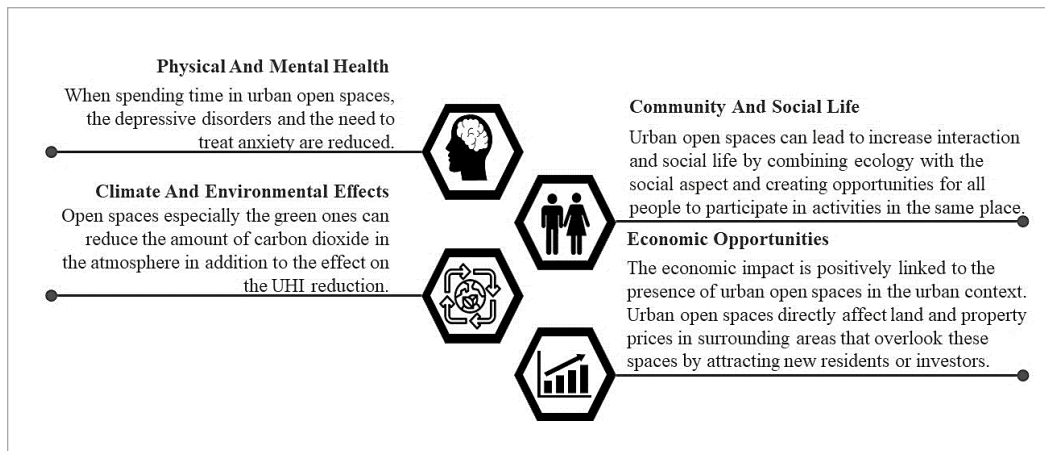 Physical And Mental Health
When spending time in urban open spaces,
the depressive disorders and the need to
treat anxiety are reduced.
Community And Social Life
Urban open spaces can lead to increase interaction
and social life by combining ecology with the
social aspect and creating opportunities for all
people to participate in activities in the same place.
Climate And Environmental Effects
Open spaces especially the green ones can
reduce the amount of carbon dioxide in
the atmosphere in addition to the effect on
the UHI reduction.
Economic Opportunities
The economic impact is positively linked to the
presence of urban open spaces in the urban context.
Urban open spaces directly affect land and property
prices in surrounding areas that overlook these
spaces by attracting new residents or investors.